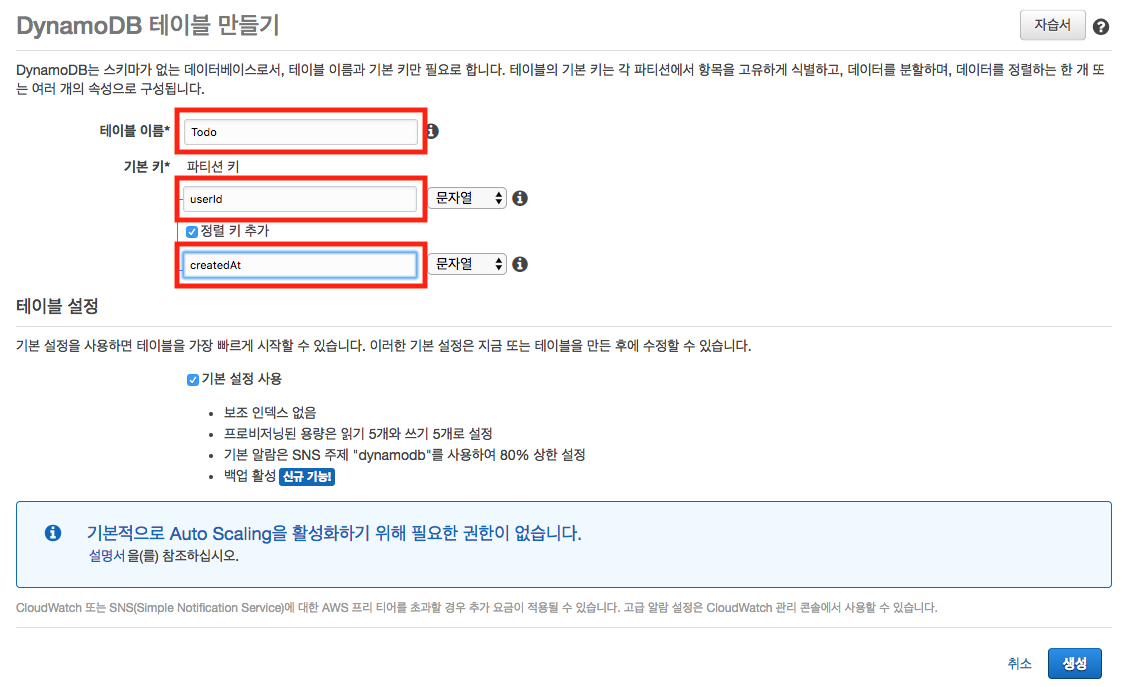 DynamoDB 테이블 만들기
자습서
DynamoDB는 스키마가 없는 데이터베이스로서, 테이블 이름과 기본 키만 필요로 합니다. 테이블의 기본 키는 각 파티션에서 항목을 고유하게 식별하고, 데이터를 분할하며, 데이터를 정렬하는 한 개 또
는 여러 개의 속성으로 구성됩니다.
테이블 이름* Todo
기본 키* 파티션 키
userId 문자열
정렬 키 추가
createdAt 문자열
테이블 설정
기본 설정을 사용하면 테이블을 가장 빠르게 시작할 수 있습니다. 이러한 기본 설정은 지금 또는 테이블을 만든 후에 수정할 수 있습니다.
기본 설정 사용
• 보조 인덱스 없음
• 프로비저닝된 용량은 읽기 5개와 쓰기 5개로 설정
• 기본 알람은 SNS 주제 "dynamodb"를 사용하여 80% 상한 설정
• 백업 활성 신규 기능!
기본적으로 Auto Scaling을 활성화하기 위해 필요한 권한이 없습니다.
설명서을(를) 참조하십시오.
CloudWatch 또는 SNS(Simple Notification Service)에 대한 AWS 프리 티어를 초과할 경우 추가 요금이 적용될 수 있습니다. 고급 알람 설정은 CloudWatch 관리 콘솔에서 사용할 수 있습니다.
취소 생성